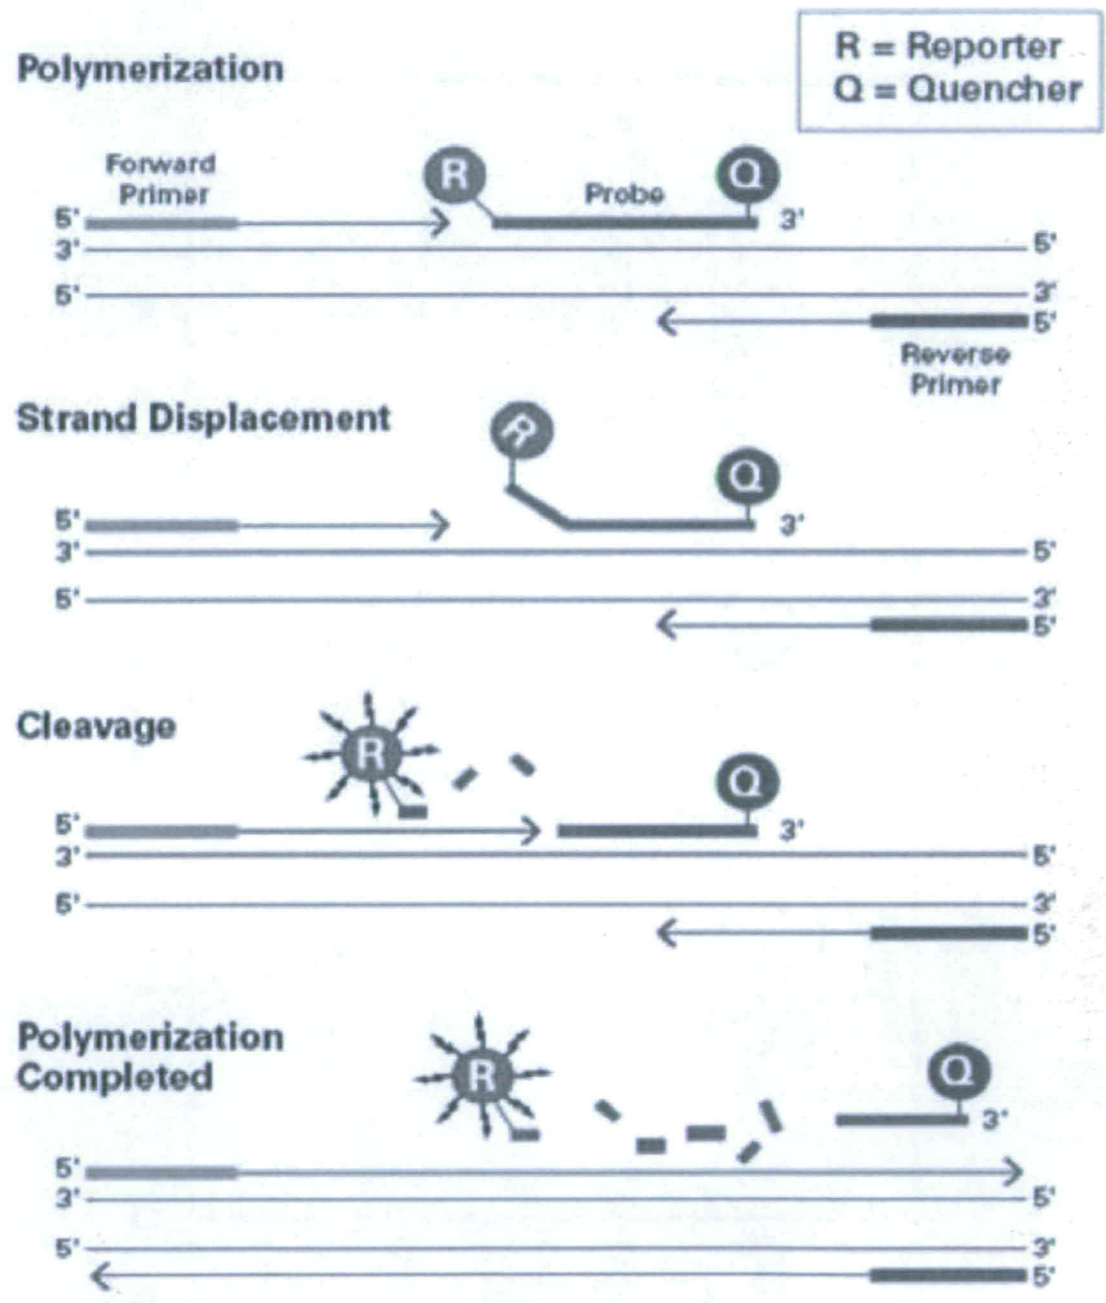 R = Reporter
Q = Quencher
Polymerization
Forward
Primer
R
Probe
Q
5'
3'
3'
5'
5'
3'
5'
Reverse
Primer
Strand Displacement
R
Q
5'
3'
3'
5'
5'
3'
5'
Cleavage
R
Q
5'
3'
3'
5'
5'
3'
5'
Polymerization
Completed
R
Q
3'
5'
3'
5'
5'
3'
5'